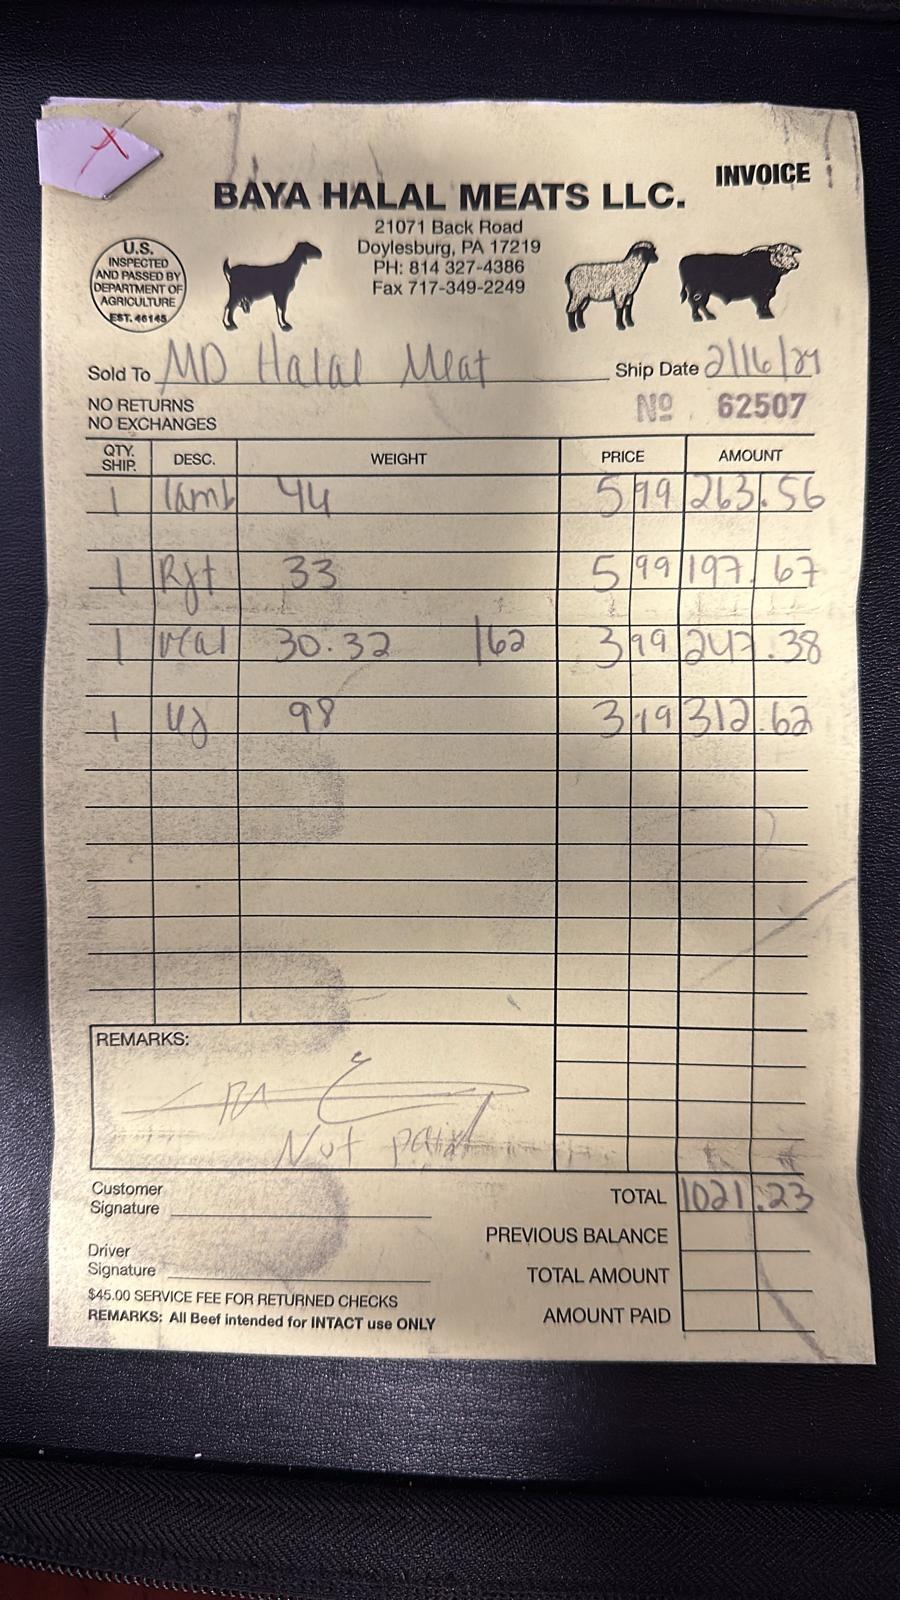 X
INVOICE
BAYA HALAL MEATS LLC.
21071 Back Road
Doylesburg, PA 17219
PH: 814 327-4386
Fax 717-349-2249
U.S.
INSPECTED
AND PASSED BY
DEPARTMENT OF
AGRICULTURE
EST. 46145
Sold To MD Halal Meat Ship Date 2/16/24
NO RETURNS
NO EXCHANGES
Nº 62507
QTY. SHIP. DESC. WEIGHT PRICE AMOUNT
1 lamb 44 5 99 263.56
1 33 5 99 197.67
1 veal 30.32 162 3 99 247.38
1 98 3 19 312.62
REMARKS:
Not paid
Customer
Signature
TOTAL 1021.23
PREVIOUS BALANCE
Driver
Signature
TOTAL AMOUNT
$45.00 SERVICE FEE FOR RETURNED CHECKS
REMARKS: All Beef intended for INTACT use ONLY
AMOUNT PAID